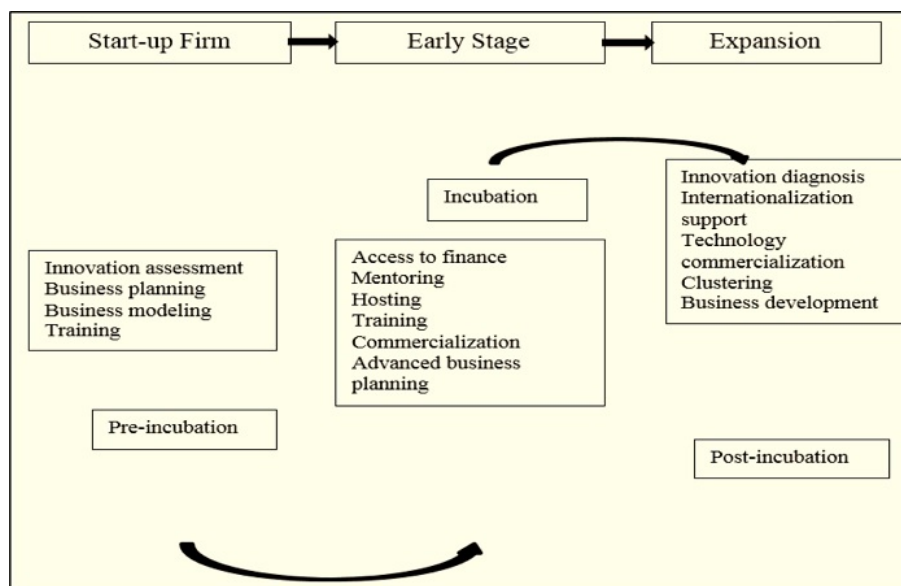 Start-up Firm
Early Stage
Expansion
Incubation
Innovation diagnosis
Internationalization
support
Technology
commercialization
Clustering
Business development
Innovation assessment
Business planning
Business modeling
Training
Access to finance
Mentoring
Hosting
Training
Commercialization
Advanced business
planning
Pre-incubation
Post-incubation